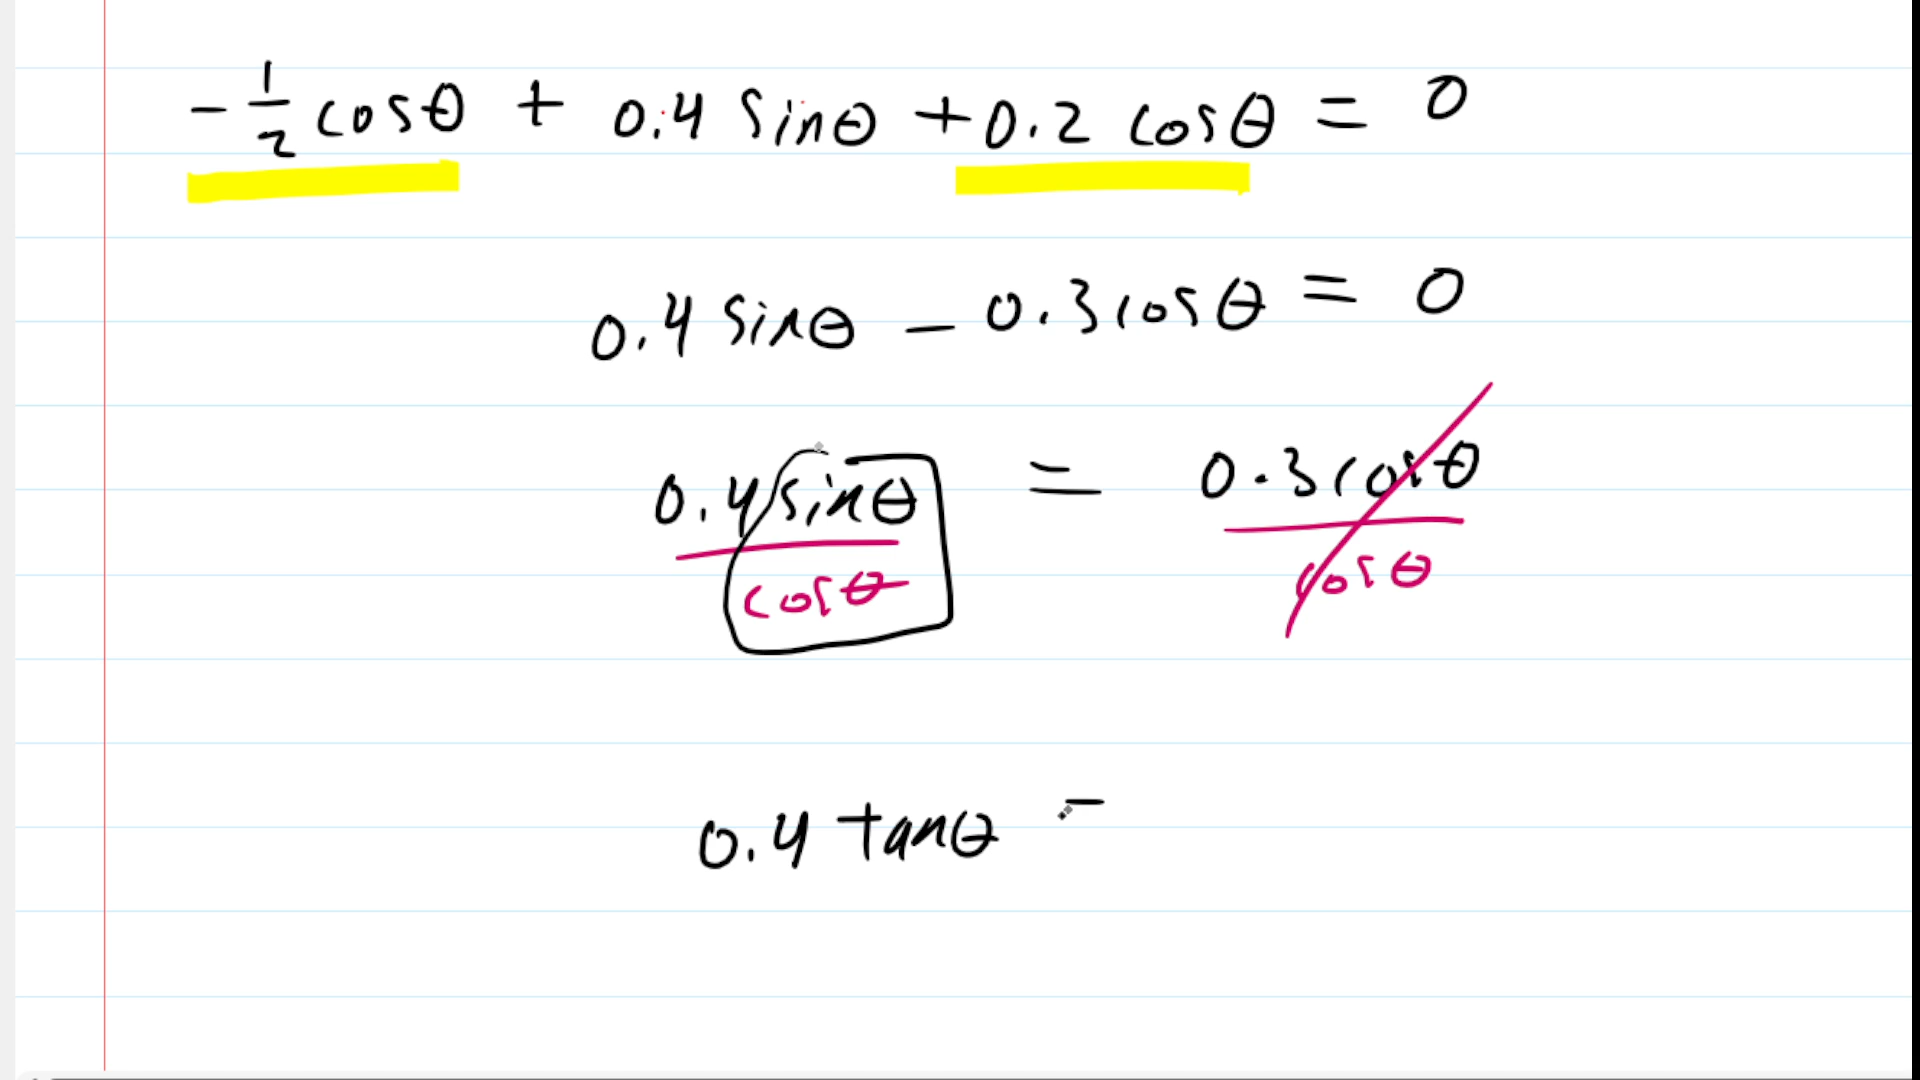 - 1/2 cosθ + 0.4 sinθ + 0.2 cosθ = 0
0.4 sinθ - 0.3 cosθ = 0
0.4 sinθ / cosθ = 0.3 cosθ / cosθ
0.4 tanθ